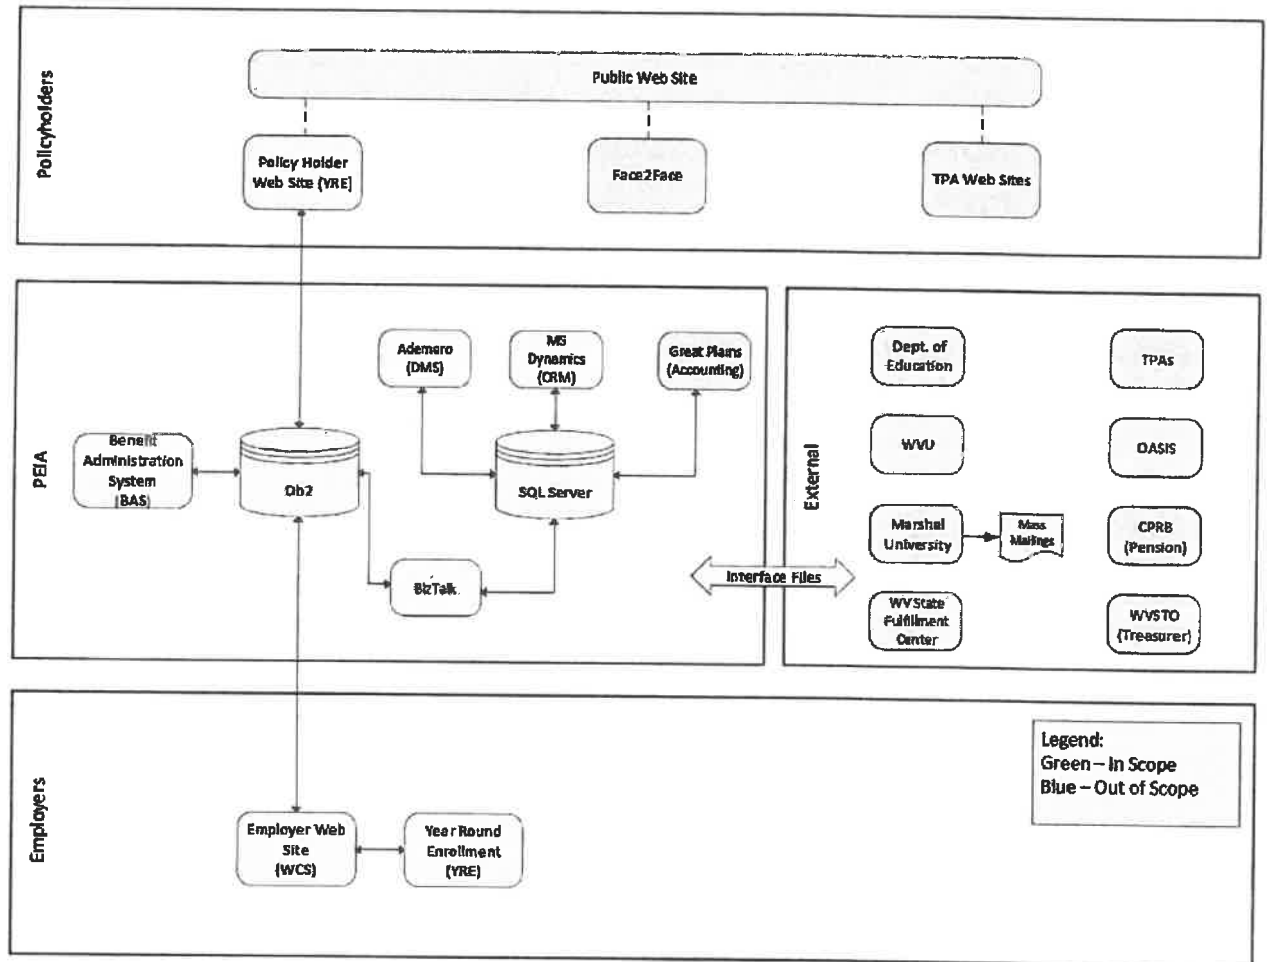 Policyholders
Public Web Site
Policy Holder
Web Site (YRE)
Face2Face
TPA Web Sites
PEIA
Ademero
(DMS)
MS
Dynamics
(CRM)
Great Plains
(Accounting)
Benefit
Administration
System
(BAS)
Db2
SQL Server
BizTalk
Interface Files
External
Dept. of
Education
TPAs
WVU
OASIS
Marshal
University
Mass
Mailings
CPRB
(Pension)
WV State
Fulfillment
Center
WVSTO
(Treasurer)
Employers
Employer Web
Site
(WCS)
Year Round
Enrollment
(YRE)
Legend:
Green – In Scope
Blue – Out of Scope